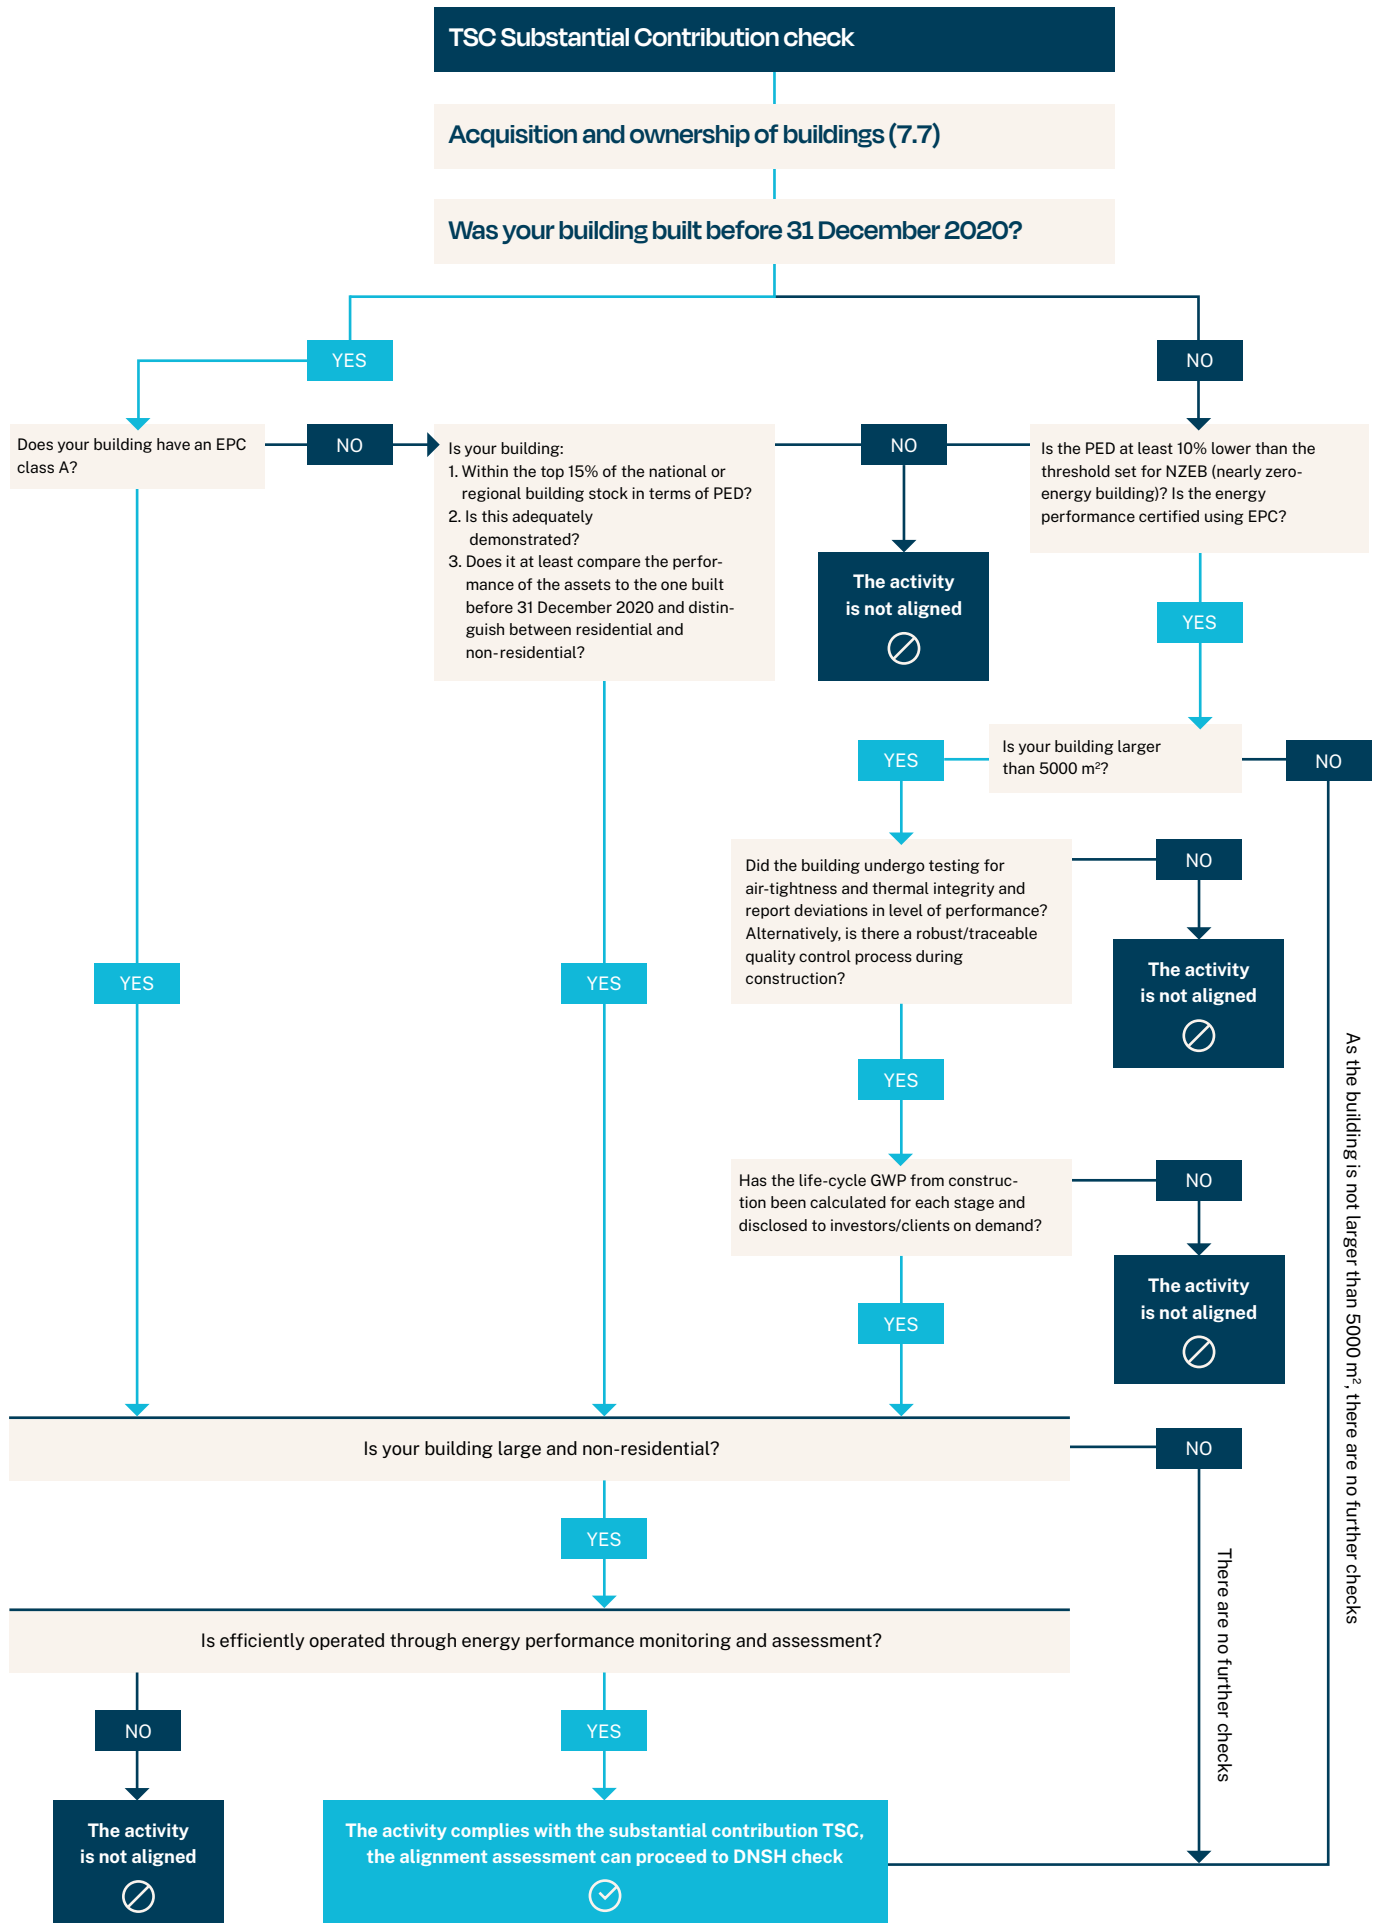 TSC Substantial Contribution check
Acquisition and ownership of buildings (7.7)
Was your building built before 31 December 2020?
YES
NO
Does your building have an EPC
class A?
NO
Is your building:
1. Within the top 15% of the national or
regional building stock in terms of PED?
2. Is this adequately
demonstrated?
3. Does it at least compare the perfor-
mance of the assets to the one built
before 31 December 2020 and distin-
guish between residential and
non-residential?
NO
The activity
is not aligned
Is the PED at least 10% lower than the
threshold set for NZEB (nearly zero-
energy building)? Is the energy
performance certified using EPC?
YES
Is your building larger
than 5000 m²?
YES
NO
Did the building undergo testing for
air-tightness and thermal integrity and
report deviations in level of performance?
Alternatively, is there a robust/traceable
quality control process during
construction?
NO
The activity
is not aligned
YES
YES
YES
Has the life-cycle GWP from construc-
tion been calculated for each stage and
disclosed to investors/clients on demand?
NO
The activity
is not aligned
YES
As the building is not larger than 5000 m², there are no further checks
Is your building large and non-residential?
NO
There are no further checks
YES
Is efficiently operated through energy performance monitoring and assessment?
NO
YES
The activity
is not aligned
The activity complies with the substantial contribution TSC,
the alignment assessment can proceed to DNSH check